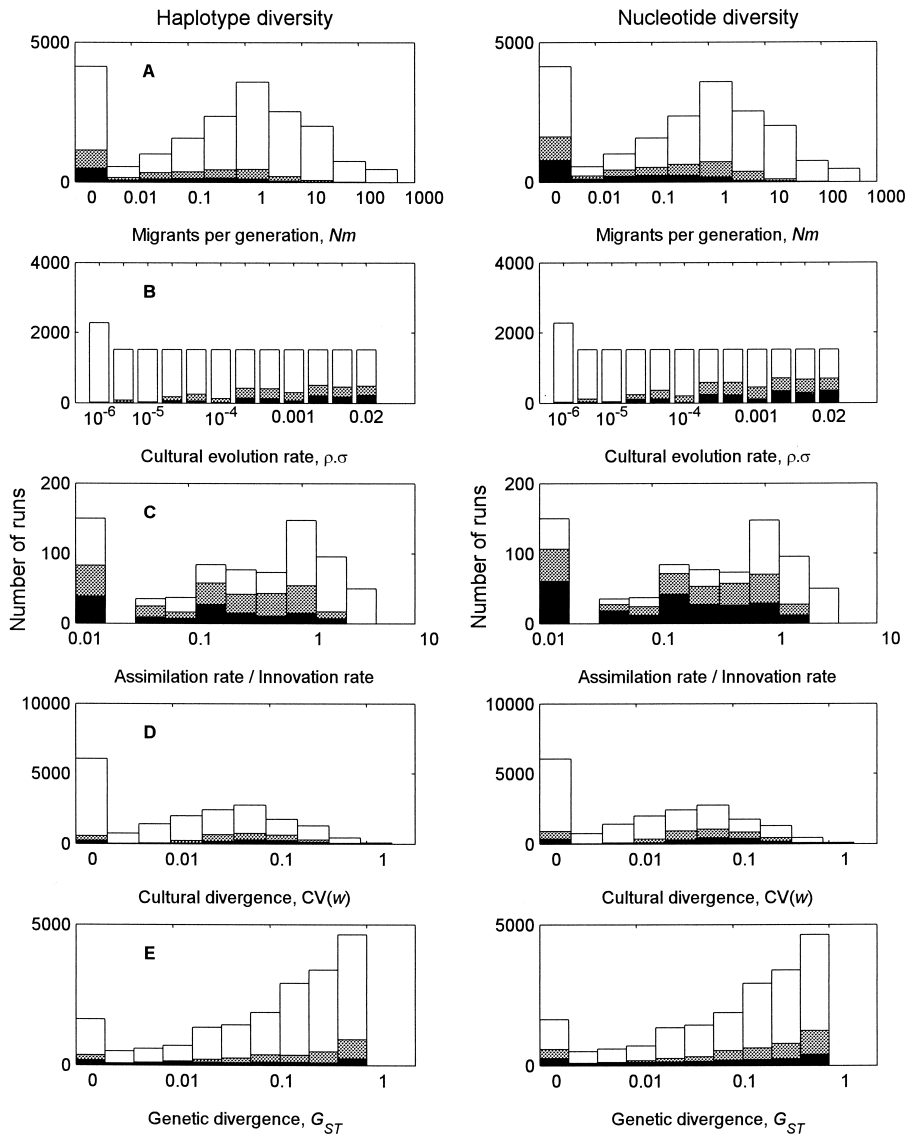 Haplotype diversity Nucleotide diversity
5000 5000
A
0 0
0 0.01 0.1 1 10 100 1000 0 0.01 0.1 1 10 100 1000
Migrants per generation, Nm Migrants per generation, Nm
4000 4000
B
2000 2000
0 0
10-6 10-5 10-4 0.001 0.02 10-6 10-5 10-4 0.001 0.02
Cultural evolution rate, ρ.σ Cultural evolution rate, ρ.σ
Number of runs Number of runs
200 200
C
100 100
0 0
0.01 0.1 1 10 0.01 0.1 1 10
Assimilation rate / Innovation rate Assimilation rate / Innovation rate
10000 10000
D
5000 5000
0 0
0 0.01 0.1 1 0 0.01 0.1 1
Cultural divergence, CV(w) Cultural divergence, CV(w)
5000 5000
E
0 0
0 0.01 0.1 1 0 0.01 0.1 1
Genetic divergence, GST Genetic divergence, GST